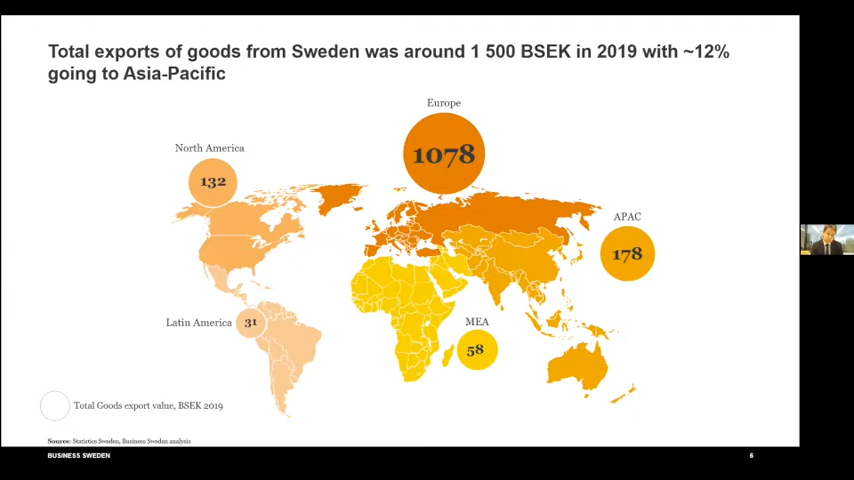 Total exports of goods from Sweden was around 1 500 BSEK in 2019 with ~12%
going to Asia-Pacific
Europe
1078
North America
132
APAC
178
Latin America
31
MEA
58
Total Goods export value, BSEK 2019
Source: Statistics Sweden, Business Sweden analysis
BUSINESS SWEDEN
6